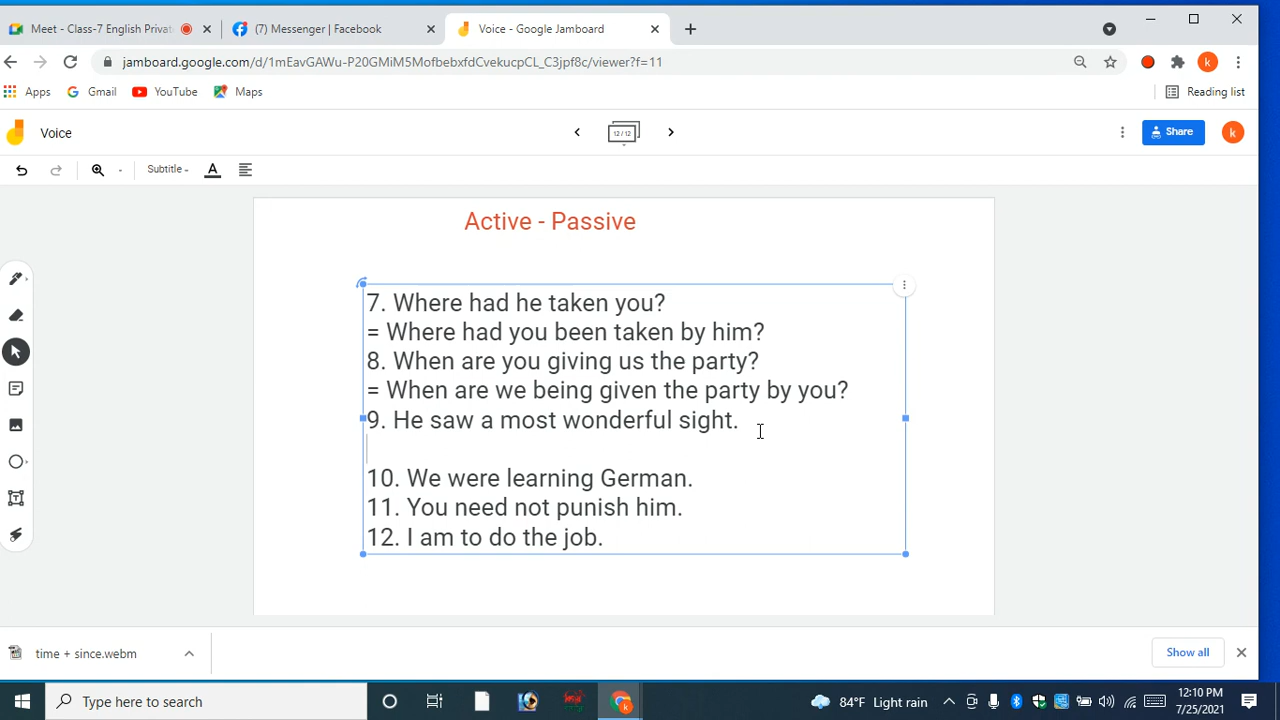 Meet - Class-7 English Privat
(7) Messenger | Facebook
Voice - Google Jamboard
jamboard.google.com/d/1mEavGAWu-P20GMiM5MofbebxfdCvekucpCL_C3jpf8c/viewer?f=11
k
Apps
Gmail
YouTube
Maps
Reading list
Voice
12 / 12
Share
k
Subtitle
A
Active - Passive
7. Where had he taken you?
= Where had you been taken by him?
8. When are you giving us the party?
= When are we being given the party by you?
9. He saw a most wonderful sight.
10. We were learning German.
11. You need not punish him.
12. I am to do the job.
time + since.webm
Show all
Type here to search
84°F Light rain
12:10 PM
7/25/2021